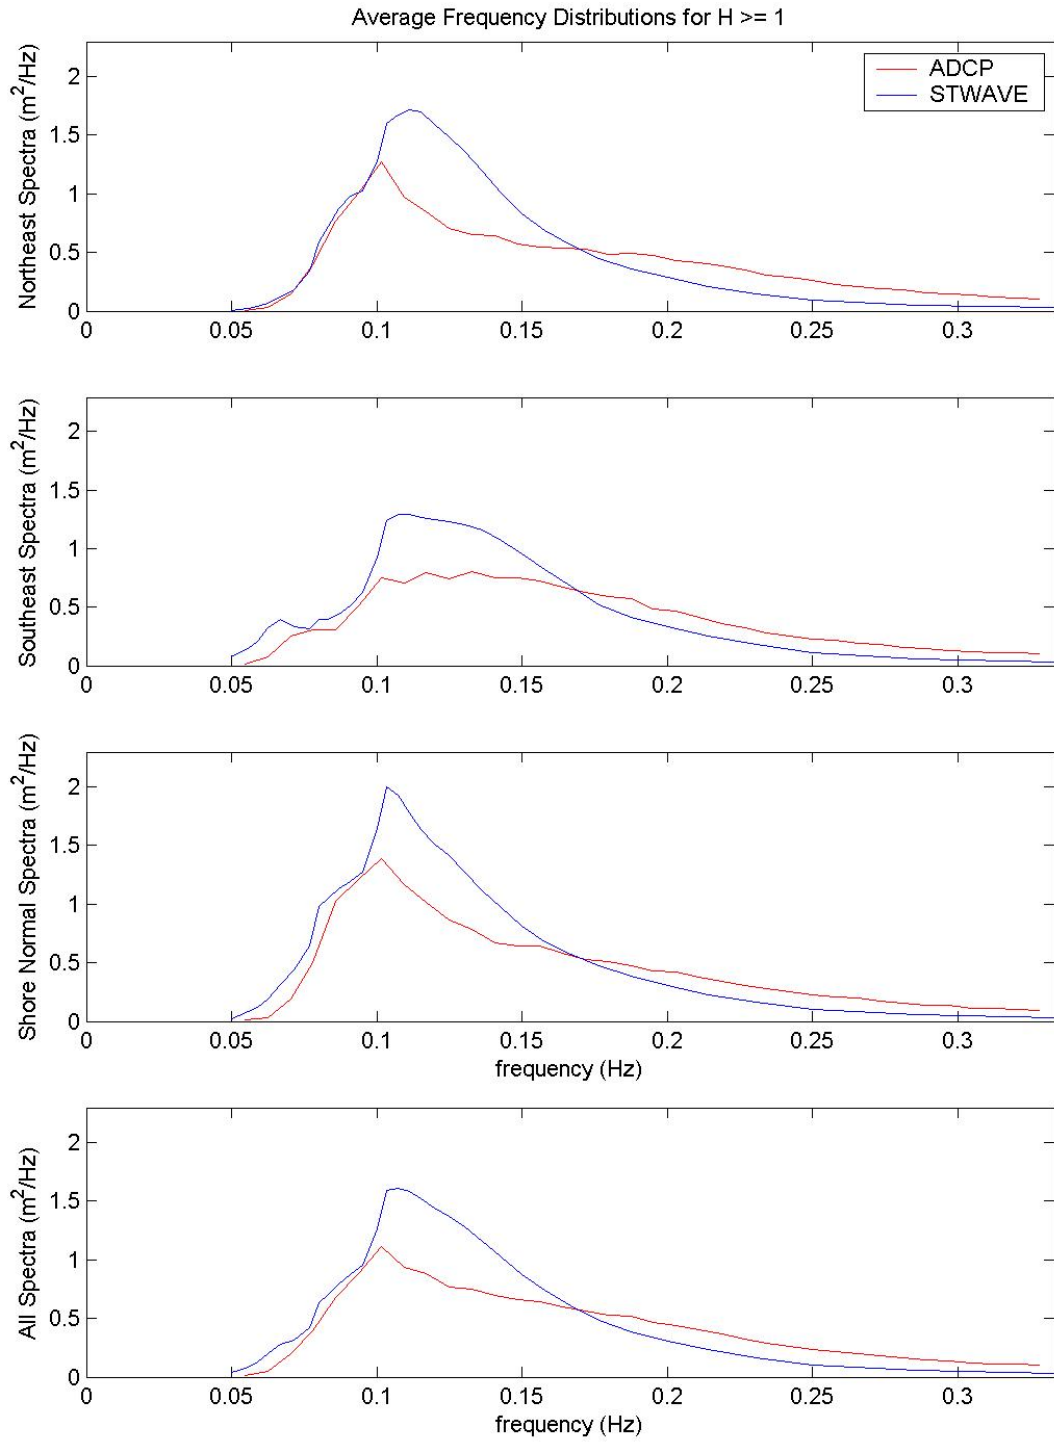 Average Frequency Distributions for H >= 1
Northeast Spectra (m²/Hz)
2
1.5
1
0.5
0
0 0.05 0.1 0.15 0.2 0.25 0.3
ADCP
STWAVE
Southeast Spectra (m²/Hz)
2
1.5
1
0.5
0
0 0.05 0.1 0.15 0.2 0.25 0.3
Shore Normal Spectra (m²/Hz)
2
1.5
1
0.5
0
0 0.05 0.1 0.15 0.2 0.25 0.3
frequency (Hz)
All Spectra (m²/Hz)
2
1.5
1
0.5
0
0 0.05 0.1 0.15 0.2 0.25 0.3
frequency (Hz)